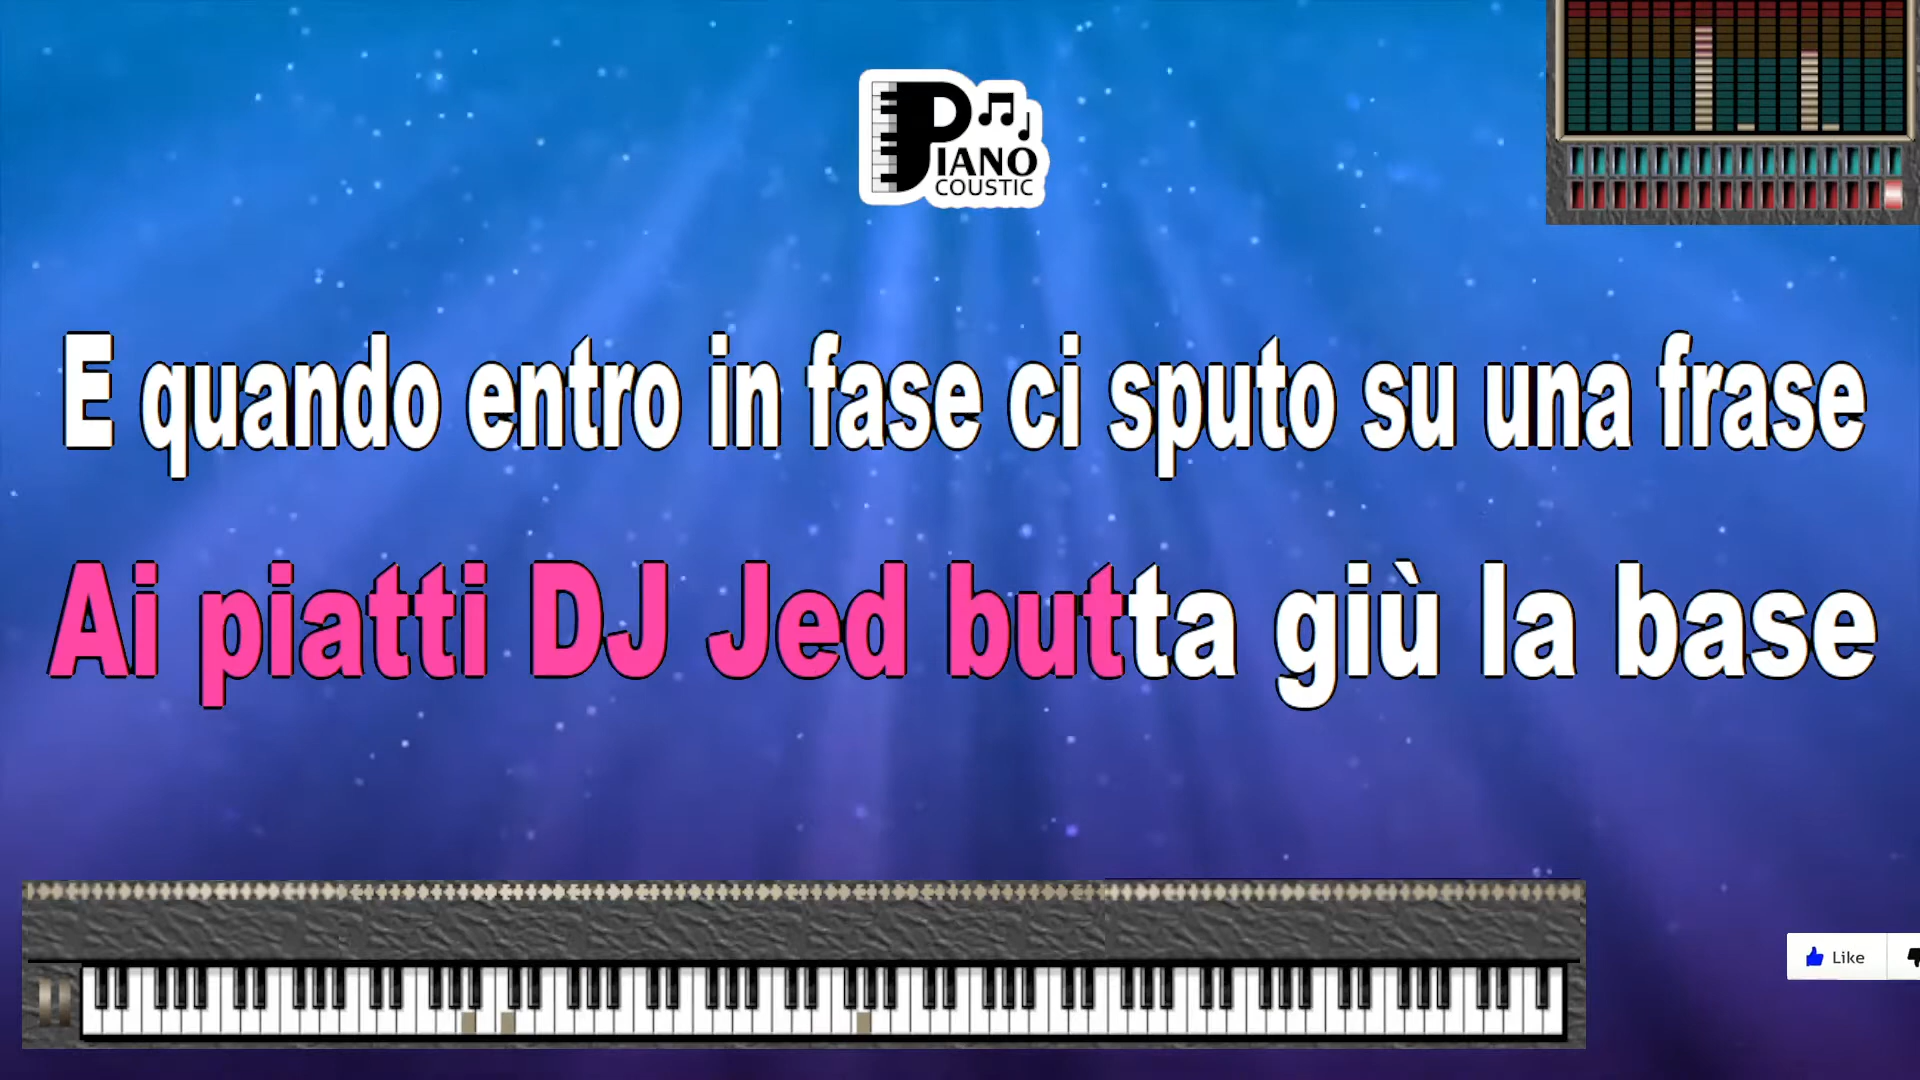 PIANO
COUSTIC
E quando entro in fase ci sputo su una frase
Ai piatti DJ Jed butta giù la base
Like